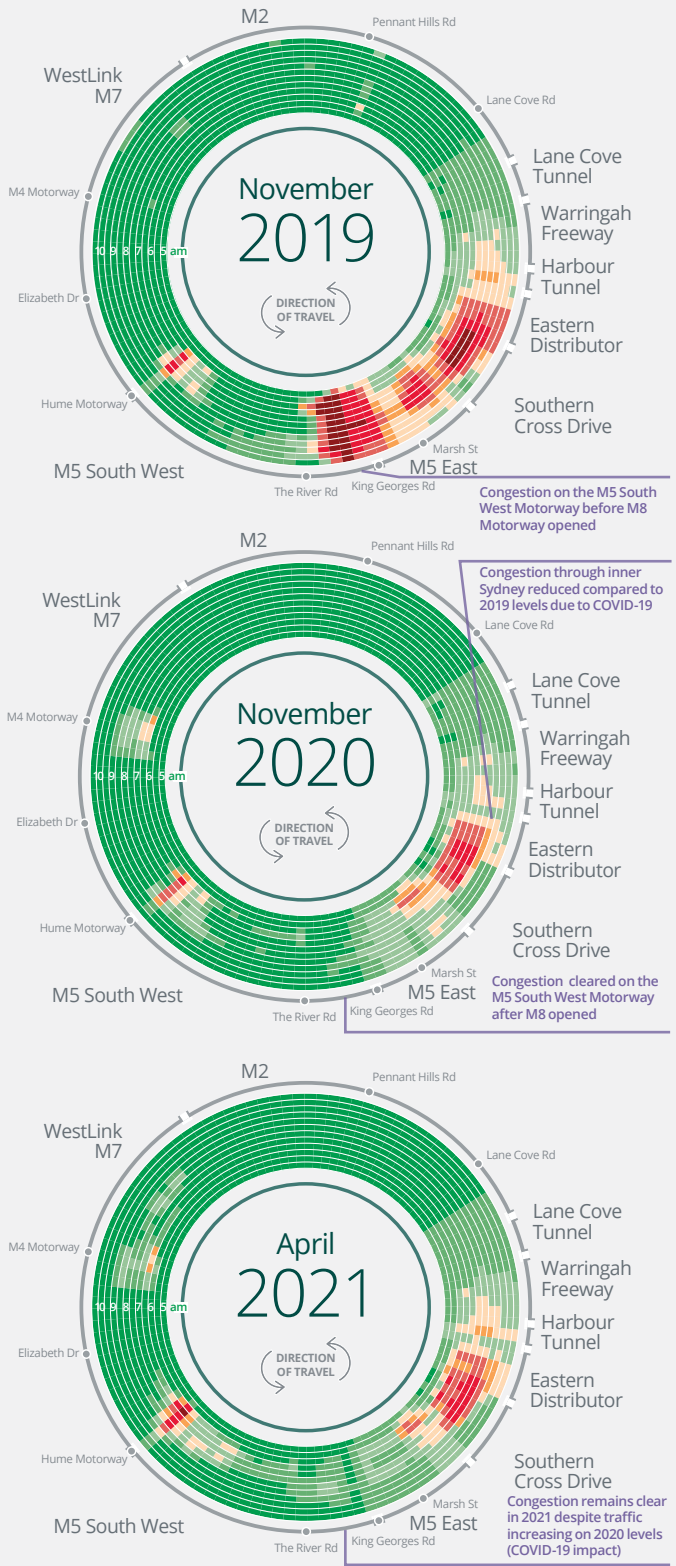 M2
Pennant Hills Rd
WestLink
M7
Lane Cove Rd
Lane Cove
Tunnel
M4 Motorway
Warringah
Freeway
November
2019
10 9 8 7 6 5 am
Harbour
Tunnel
Elizabeth Dr
DIRECTION
OF TRAVEL
Eastern
Distributor
Hume Motorway
Southern
Cross Drive
Marsh St
M5 South West
M5 East
The River Rd
King Georges Rd
Congestion on the M5 South
West Motorway before M8
Motorway opened
M2
Pennant Hills Rd
Congestion through inner
Sydney reduced compared to
2019 levels due to COVID-19
WestLink
M7
Lane Cove Rd
Lane Cove
Tunnel
M4 Motorway
Warringah
Freeway
November
2020
10 9 8 7 6 5 am
Harbour
Tunnel
Elizabeth Dr
DIRECTION
OF TRAVEL
Eastern
Distributor
Hume Motorway
Southern
Cross Drive
Marsh St
M5 South West
M5 East
The River Rd
King Georges Rd
Congestion cleared on the
M5 South West Motorway
after M8 opened
M2
Pennant Hills Rd
WestLink
M7
Lane Cove Rd
Lane Cove
Tunnel
M4 Motorway
Warringah
Freeway
April
2021
10 9 8 7 6 5 am
Harbour
Tunnel
Elizabeth Dr
DIRECTION
OF TRAVEL
Eastern
Distributor
Hume Motorway
Southern
Cross Drive
Marsh St
M5 South West
M5 East
The River Rd
King Georges Rd
Congestion remains clear
in 2021 despite traffic
increasing on 2020 levels
(COVID-19 impact)